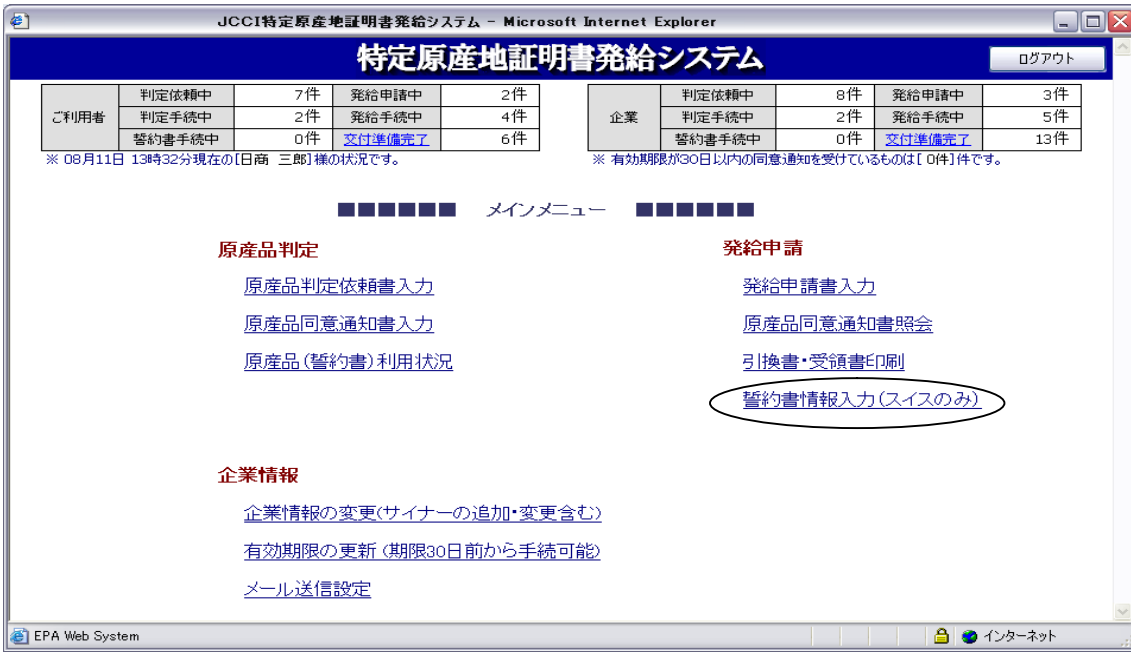 JCCI特定原産地証明書発給システム - Microsoft Internet Explorer
特定原産地証明書発給システム
ログアウト
ご利用者 判定依頼中 7件 発給申請中 2件
判定手続中 2件 発給手続中 4件
誓約書手続中 0件 交付準備完了 6件
※ 08月11日 13時32分現在の[日商 三郎]様の状況です。
企業 判定依頼中 8件 発給申請中 3件
判定手続中 2件 発給手続中 5件
誓約書手続中 0件 交付準備完了 13件
※ 有効期限が30日以内の同意通知を受けているものは[ 0件]件です。
■■■■■■ メインメニュー ■■■■■■
原産品判定
原産品判定依頼書入力
原産品同意通知書入力
原産品(誓約書)利用状況
発給申請
発給申請書入力
原産品同意通知書照会
引換書・受領書印刷
誓約書情報入力(スイスのみ)
企業情報
企業情報の変更(サイナーの追加・変更含む)
有効期限の更新 (期限30日前から手続可能)
メール送信設定
EPA Web System
インターネット